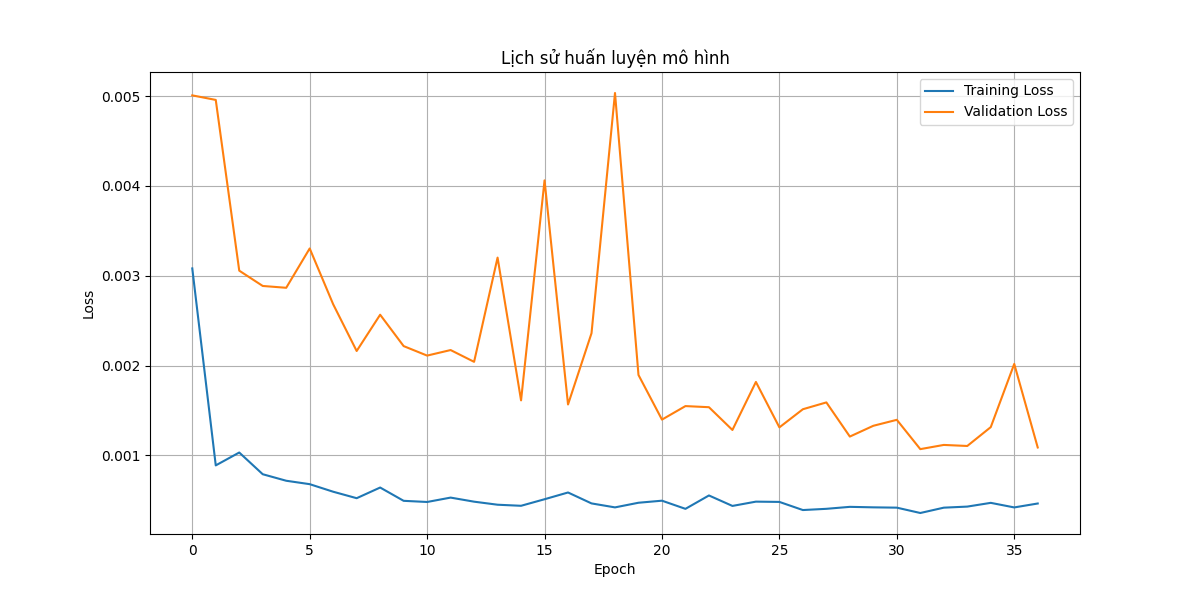 Lịch sử huấn luyện mô hình
Training Loss
Validation Loss
0.005
0.004
0.003
0.002
0.001
Loss
0 5 10 15 20 25 30 35
Epoch